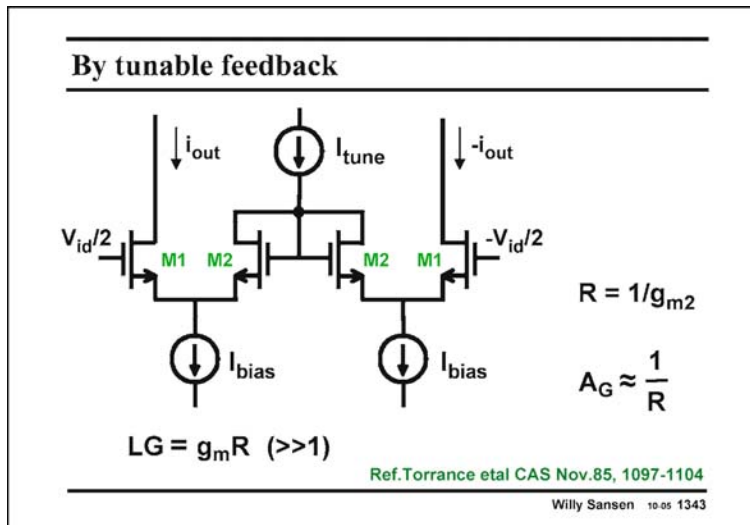 By tunable feedback
i_out
I_tune
-i_out
V_id/2
M1
M2
M2
M1
-V_id/2
R = 1/g_m2
I_bias
I_bias
A_G ≈ 1/R
LG = g_mR (>>1)
Ref.Torrance etal CAS Nov.85, 1097-1104
Willy Sansen 10-05 1343